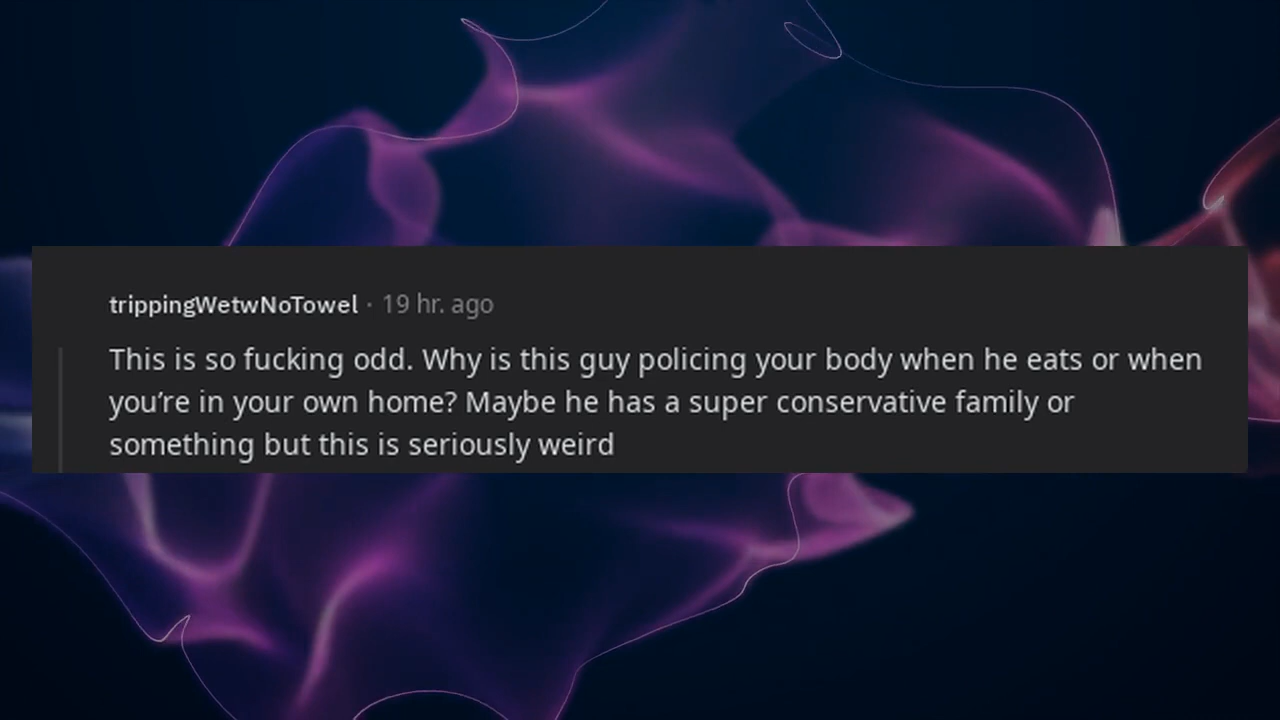 trippingWetwNoTowel · 19 hr. ago
This is so fucking odd. Why is this guy policing your body when he eats or when
you’re in your own home? Maybe he has a super conservative family or
something but this is seriously weird